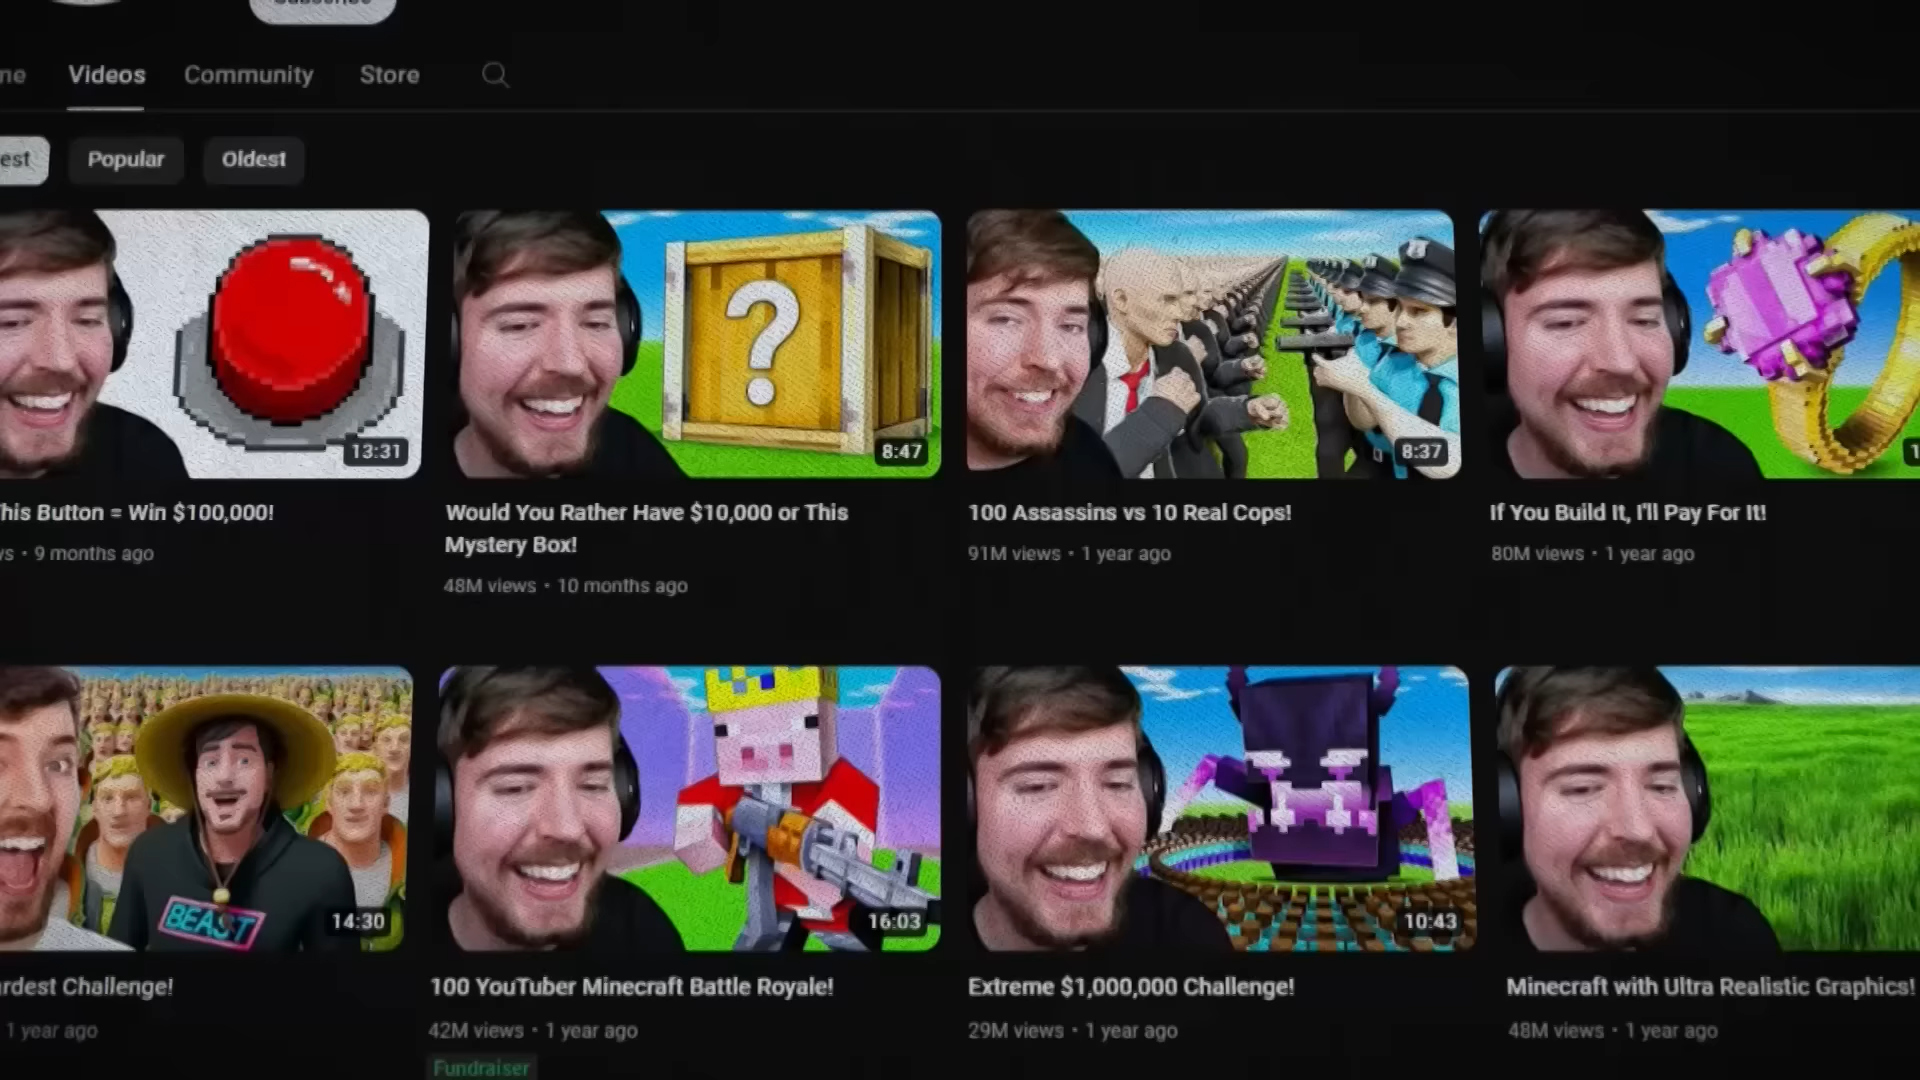 Subscribe
ne Videos Community Store
est Popular Oldest
?
13:31
8:47
8:37
1
his Button = Win $100,000!
Would You Rather Have $10,000 or This
Mystery Box!
100 Assassins vs 10 Real Cops!
If You Build It, I'll Pay For It!
vs • 9 months ago
48M views • 10 months ago
91M views • 1 year ago
80M views • 1 year ago
BEAST
14:30
16:03
10:43
rdest Challenge!
100 YouTuber Minecraft Battle Royale!
Extreme $1,000,000 Challenge!
Minecraft with Ultra Realistic Graphics!
1 year ago
42M views • 1 year ago
29M views • 1 year ago
48M views • 1 year ago
Fundraiser